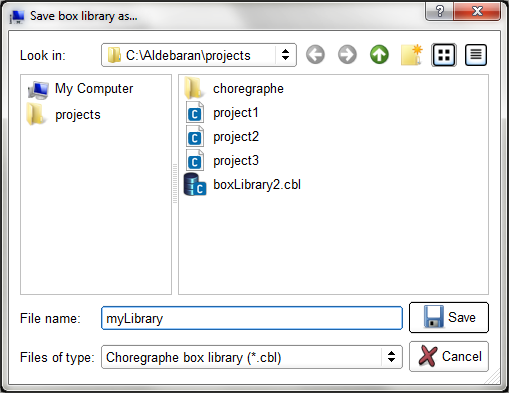 Save box library as...
?
Look in: C:\Aldebaran\projects
My Computer
projects
choregraphe
C project1
C project2
C project3
C boxLibrary2.cbl
File name: myLibrary Save
Files of type: Choregraphe box library (*.cbl) Cancel